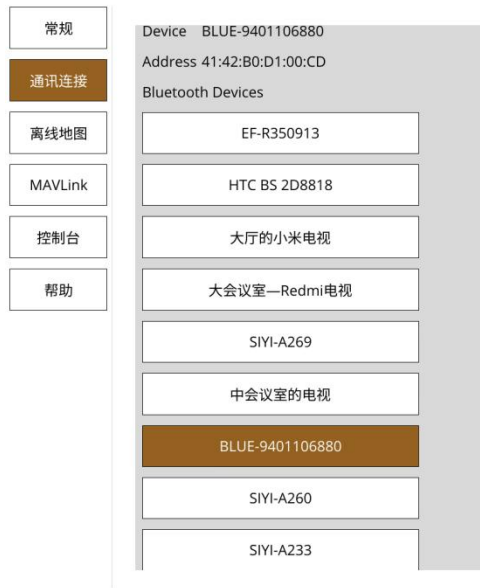 常规
通讯连接
离线地图
MAVLink
控制台
帮助
Device BLUE-9401106880
Address 41:42:B0:D1:00:CD
Bluetooth Devices
EF-R350913
HTC BS 2D8818
大厅的小米电视
大会议室—Redmi电视
SIYI-A269
中会议室的电视
BLUE-9401106880
SIYI-A260
SIYI-A233